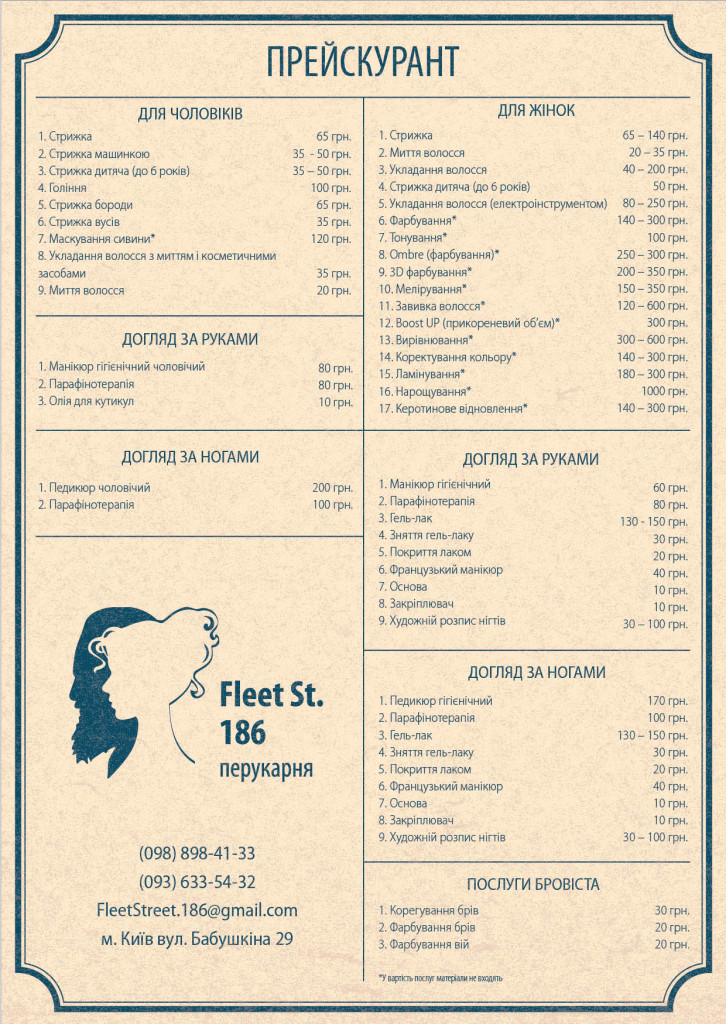 ПРЕЙСКУРАНТ
ДЛЯ ЧОЛОВІКІВ
1. Стрижка 65 грн.
2. Стрижка машинкою 35 - 50 грн.
3. Стрижка дитяча (до 6 років) 35 – 50 грн.
4. Гоління 100 грн.
5. Стрижка бороди 65 грн.
6. Стрижка вусів 35 грн.
7. Маскування сивини* 120 грн.
8. Укладання волосся з миттям і косметичними
засобами 35 грн.
9. Миття волосся 20 грн.
ДОГЛЯД ЗА РУКАМИ
1. Манікюр гігієнічний чоловічий 80 грн.
2. Парафінотерапія 80 грн.
3. Олія для кутикул 10 грн.
ДОГЛЯД ЗА НОГАМИ
1. Педикюр чоловічий 200 грн.
2. Парафінотерапія 100 грн.
Fleet St.
186
перукарня
(098) 898-41-33
(093) 633-54-32
FleetStreet.186@gmail.com
м. Київ вул. Бабушкіна 29
ДЛЯ ЖІНОК
1. Стрижка 65 – 140 грн.
2. Миття волосся 20 – 35 грн.
3. Укладання волосся 40 – 200 грн.
4. Стрижка дитяча (до 6 років) 50 грн.
5. Укладання волосся (електроінструментом) 80 – 250 грн.
6. Фарбування* 140 – 300 грн.
7. Тонування* 100 грн.
8. Ombre (фарбування)* 250 – 300 грн.
9. 3D фарбування* 200 – 350 грн.
10. Мелірування* 150 – 350 грн.
11. Завивка волосся* 120 – 600 грн.
12. Boost UP (прикореневий об’єм)* 300 грн.
13. Вирівнювання* 300 – 600 грн.
14. Коректування кольору* 140 – 300 грн.
15. Ламінування* 180 – 300 грн.
16. Нарощування* 1000 грн.
17. Керотинове відновлення* 140 – 300 грн.
ДОГЛЯД ЗА РУКАМИ
1. Манікюр гігієнічний 60 грн.
2. Парафінотерапія 80 грн.
3. Гель-лак 130 - 150 грн.
4. Зняття гель-лаку 30 грн.
5. Покриття лаком 20 грн.
6. Французький манікюр 40 грн.
7. Основа 10 грн.
8. Закріплювач 10 грн.
9. Художній розпис нігтів 30 – 100 грн.
ДОГЛЯД ЗА НОГАМИ
1. Педикюр гігієнічний 170 грн.
2. Парафінотерапія 100 грн.
3. Гель-лак 130 – 150 грн.
4. Зняття гель-лаку 30 грн.
5. Покриття лаком 20 грн.
6. Французький манікюр 40 грн.
7. Основа 10 грн.
8. Закріплювач 10 грн.
9. Художній розпис нігтів 30 – 100 грн.
ПОСЛУГИ БРОВІСТА
1. Корегування брів 30 грн.
2. Фарбування брів 20 грн.
3. Фарбування вій 20 грн.
*У вартість послуг матеріали не входять